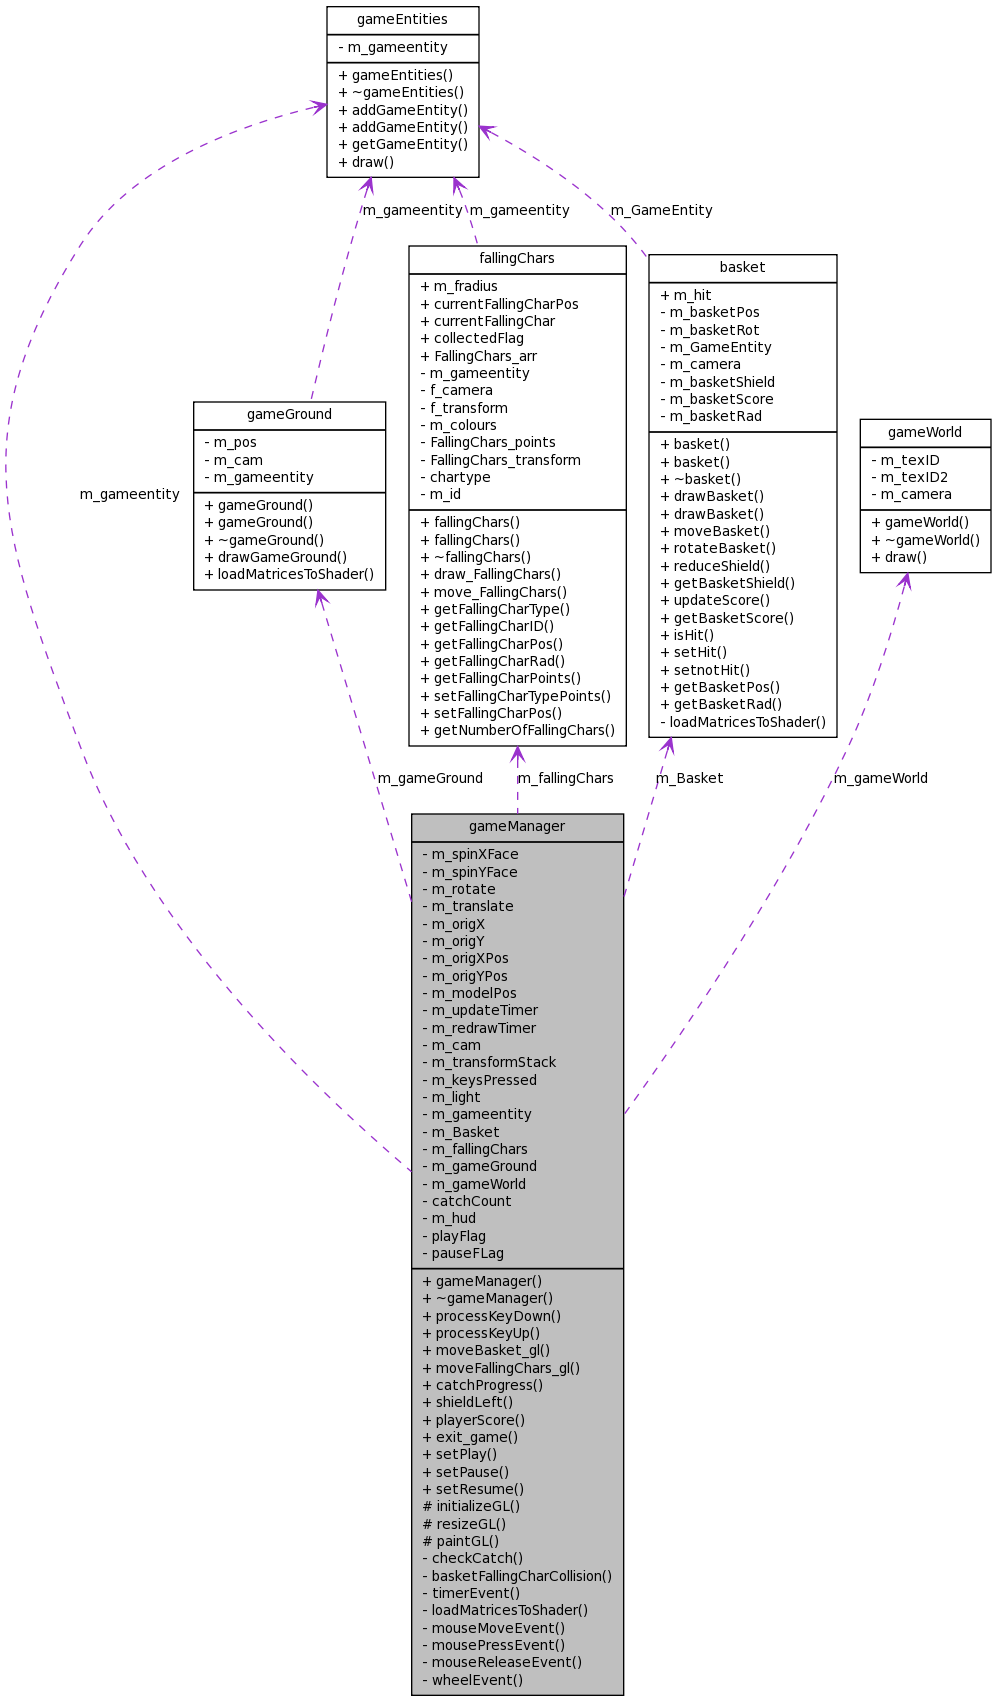 gameEntities
- m_gameentity
+ gameEntities()
+ ~gameEntities()
+ addGameEntity()
+ addGameEntity()
+ getGameEntity()
+ draw()
m_gameentity
m_gameentity
m_GameEntity
fallingChars
+ m_fradius
+ currentFallingCharPos
+ currentFallingChar
+ collectedFlag
+ FallingChars_arr
- m_gameentity
- f_camera
- f_transform
- m_colours
- FallingChars_points
- FallingChars_transform
- chartype
- m_id
+ fallingChars()
+ fallingChars()
+ ~fallingChars()
+ draw_FallingChars()
+ move_FallingChars()
+ getFallingCharType()
+ getFallingCharID()
+ getFallingCharPos()
+ getFallingCharRad()
+ getFallingCharPoints()
+ setFallingCharTypePoints()
+ setFallingCharPos()
+ getNumberOfFallingChars()
basket
+ m_hit
- m_basketPos
- m_basketRot
- m_GameEntity
- m_camera
- m_basketShield
- m_basketScore
- m_basketRad
+ basket()
+ basket()
+ ~basket()
+ drawBasket()
+ drawBasket()
+ moveBasket()
+ rotateBasket()
+ reduceShield()
+ getBasketShield()
+ updateScore()
+ getBasketScore()
+ isHit()
+ setHit()
+ setnotHit()
+ getBasketPos()
+ getBasketRad()
- loadMatricesToShader()
gameGround
- m_pos
- m_cam
- m_gameentity
+ gameGround()
+ gameGround()
+ ~gameGround()
+ drawGameGround()
+ loadMatricesToShader()
gameWorld
- m_texID
- m_texID2
- m_camera
+ gameWorld()
+ ~gameWorld()
+ draw()
m_gameentity
m_gameGround
m_fallingChars
m_Basket
m_gameWorld
gameManager
- m_spinXFace
- m_spinYFace
- m_rotate
- m_translate
- m_origX
- m_origY
- m_origXPos
- m_origYPos
- m_modelPos
- m_updateTimer
- m_redrawTimer
- m_cam
- m_transformStack
- m_keysPressed
- m_light
- m_gameentity
- m_Basket
- m_fallingChars
- m_gameGround
- m_gameWorld
- catchCount
- m_hud
- playFlag
- pauseFLag
+ gameManager()
+ ~gameManager()
+ processKeyDown()
+ processKeyUp()
+ moveBasket_gl()
+ moveFallingChars_gl()
+ catchProgress()
+ shieldLeft()
+ playerScore()
+ exit_game()
+ setPlay()
+ setPause()
+ setResume()
# initializeGL()
# resizeGL()
# paintGL()
- checkCatch()
- basketFallingCharCollision()
- timerEvent()
- loadMatricesToShader()
- mouseMoveEvent()
- mousePressEvent()
- mouseReleaseEvent()
- wheelEvent()